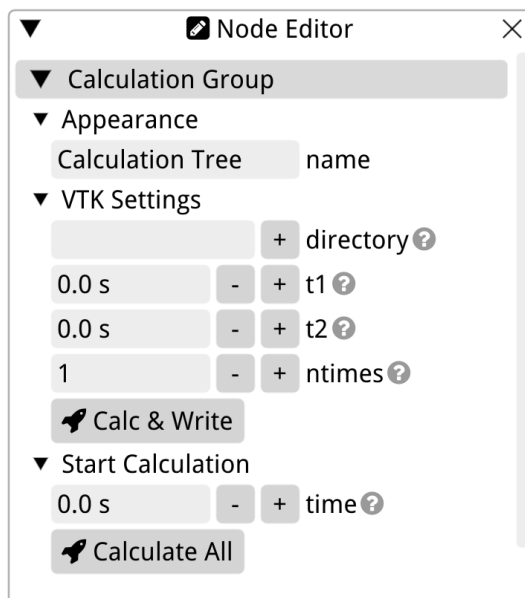 Node Editor
Calculation Group
Appearance
Calculation Tree name
VTK Settings
+ directory ?
0.0 s - + t1 ?
0.0 s - + t2 ?
1 - + ntimes ?
Calc & Write
Start Calculation
0.0 s - + time ?
Calculate All